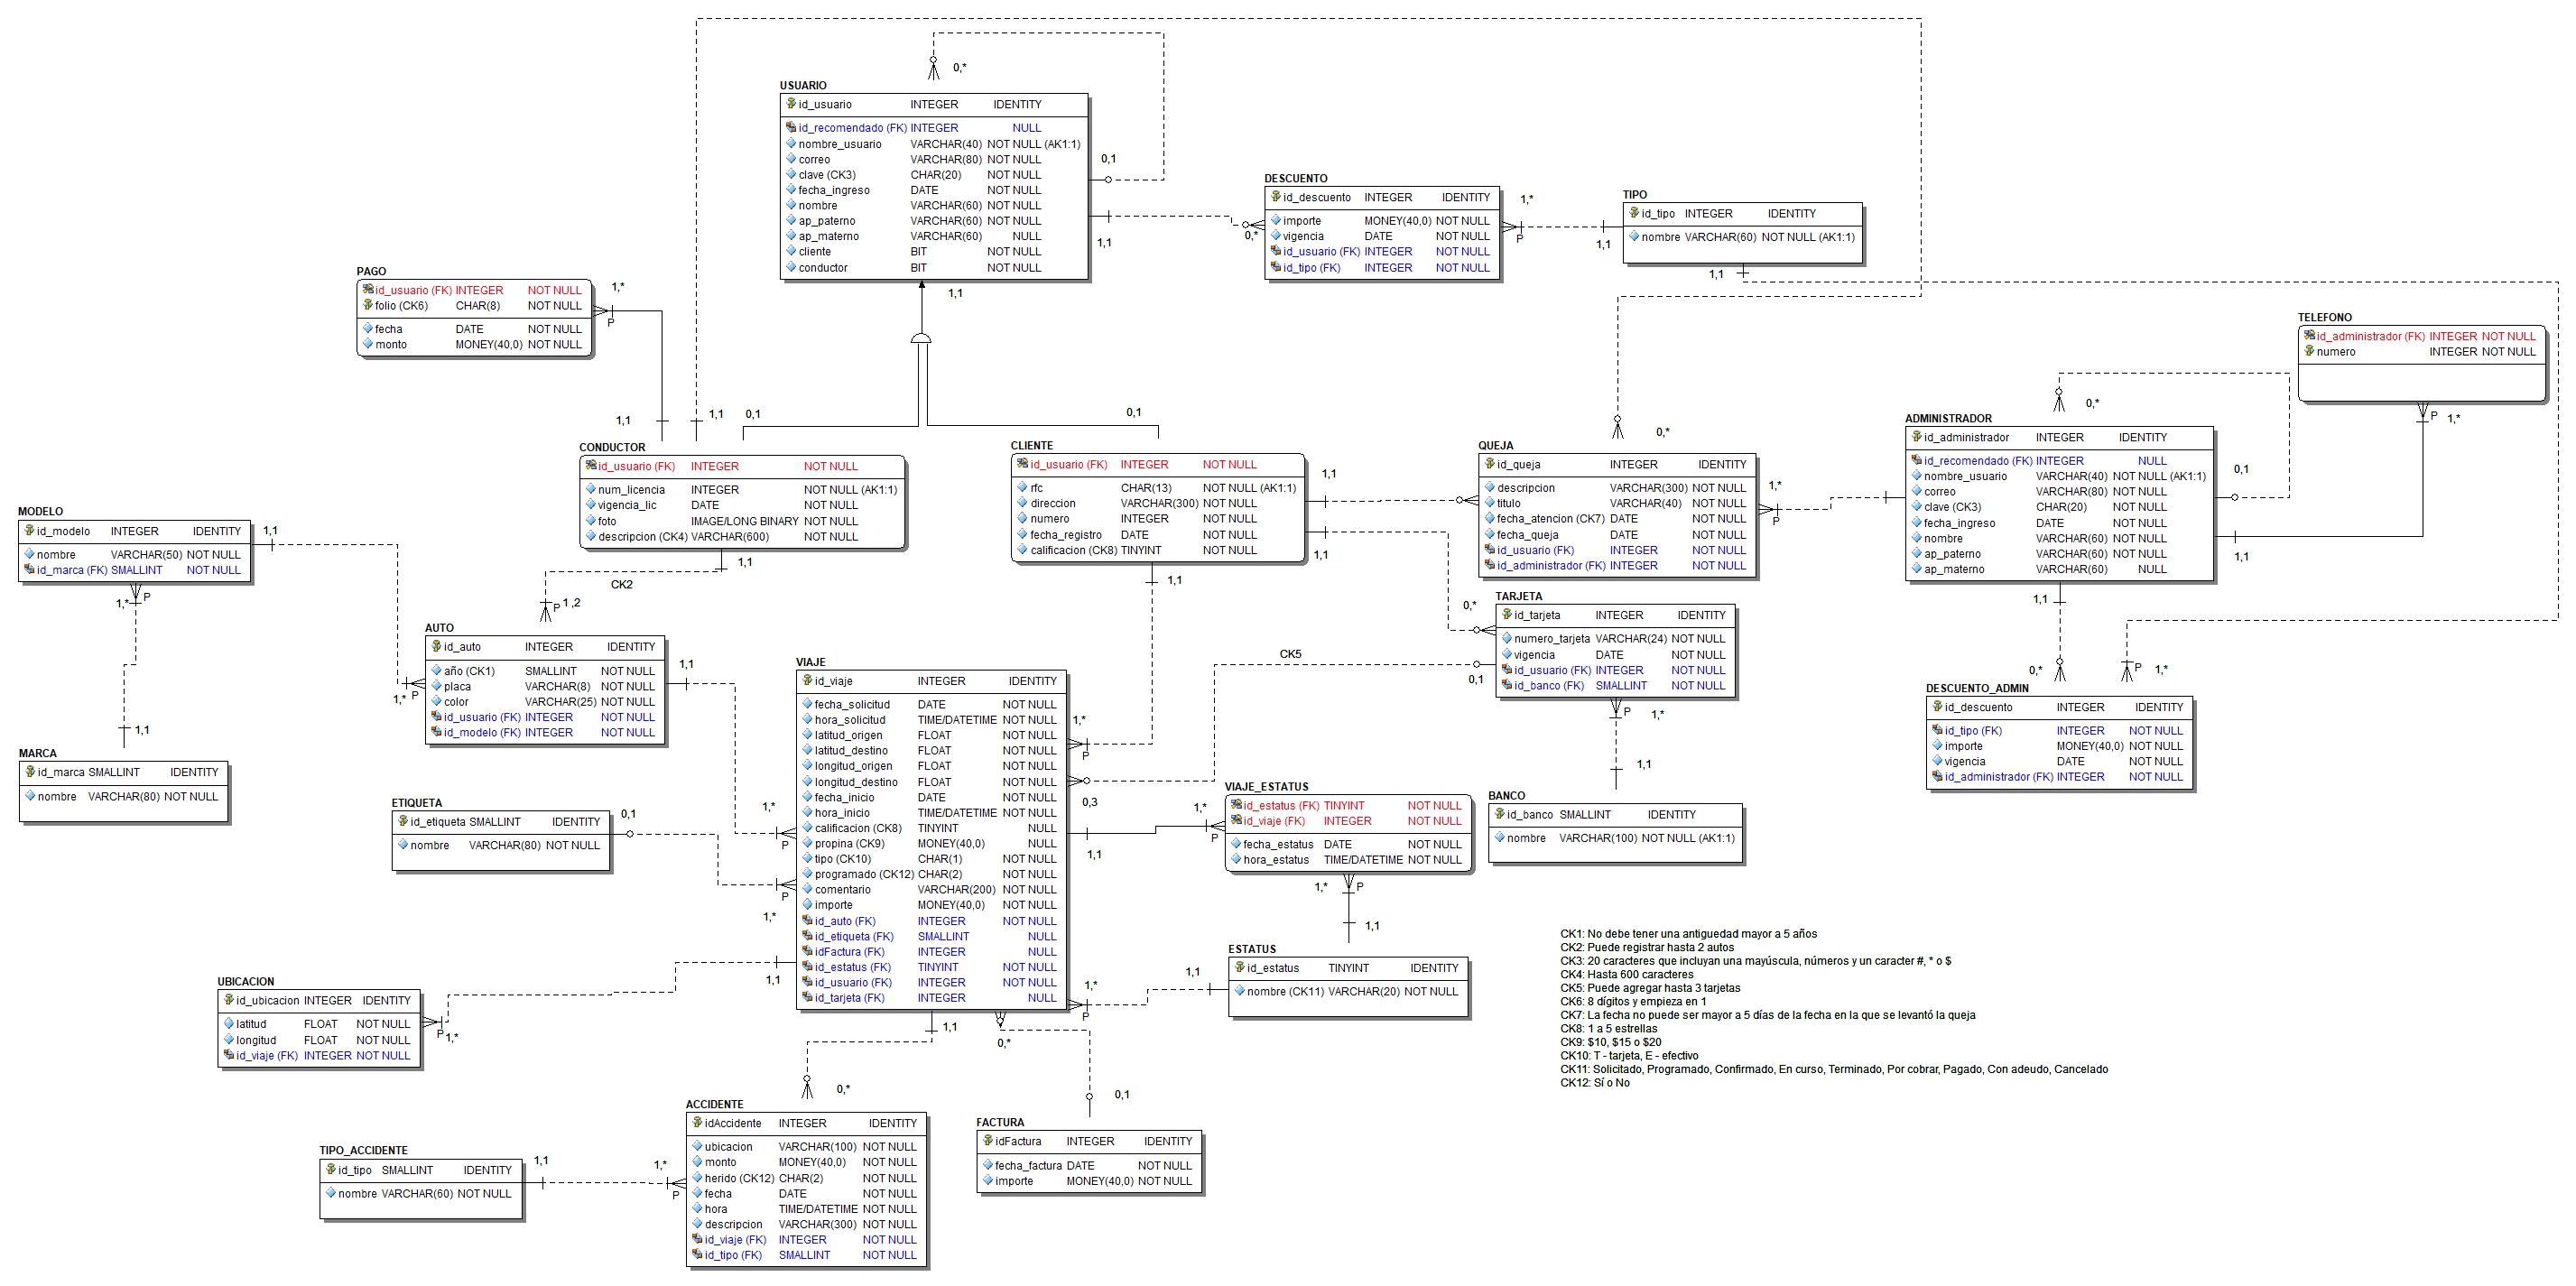 USUARIO
id_usuario INTEGER IDENTITY
id_recomendado (FK) INTEGER NULL
nombre_usuario VARCHAR(40) NOT NULL (AK1:1)
correo VARCHAR(80) NOT NULL
clave (CK3) CHAR(20) NOT NULL
fecha_ingreso DATE NOT NULL
nombre VARCHAR(60) NOT NULL
ap_paterno VARCHAR(60) NOT NULL
ap_materno VARCHAR(60) NULL
cliente BIT NOT NULL
conductor BIT NOT NULL
0,*
0,1
1,1
0,*
1,1
DESCUENTO
id_descuento INTEGER IDENTITY
importe MONEY(40,0) NOT NULL
vigencia DATE NOT NULL
id_usuario (FK) INTEGER NOT NULL
id_tipo (FK) INTEGER NOT NULL
1,*
P
1,1
TIPO
id_tipo INTEGER IDENTITY
nombre VARCHAR(60) NOT NULL (AK1:1)
1,1
PAGO
id_usuario (FK) INTEGER NOT NULL
folio (CK6) CHAR(8) NOT NULL
fecha DATE NOT NULL
monto MONEY(40,0) NOT NULL
1,*
P
1,1
1,1
0,1
0,1
TELEFONO
id_administrador (FK) INTEGER NOT NULL
numero INTEGER NOT NULL
P
1,*
CONDUCTOR
id_usuario (FK) INTEGER NOT NULL
num_licencia INTEGER NOT NULL (AK1:1)
vigencia_lic DATE NOT NULL
foto IMAGE/LONG BINARY NOT NULL
descripcion (CK4) VARCHAR(600) NOT NULL
1,1
CK2
P
1,2
CLIENTE
id_usuario (FK) INTEGER NOT NULL
rfc CHAR(13) NOT NULL (AK1:1)
direccion VARCHAR(300) NOT NULL
numero INTEGER NOT NULL
fecha_registro DATE NOT NULL
calificacion (CK8) TINYINT NOT NULL
1,1
1,1
1,1
0,*
QUEJA
id_queja INTEGER IDENTITY
descripcion VARCHAR(300) NOT NULL
titulo VARCHAR(40) NOT NULL
fecha_atencion (CK7) DATE NOT NULL
fecha_queja DATE NOT NULL
id_usuario (FK) INTEGER NOT NULL
id_administrador (FK) INTEGER NOT NULL
1,*
P
0,*
ADMINISTRADOR
id_administrador INTEGER IDENTITY
id_recomendado (FK) INTEGER NULL
nombre_usuario VARCHAR(40) NOT NULL (AK1:1)
correo VARCHAR(80) NOT NULL
clave (CK3) CHAR(20) NOT NULL
fecha_ingreso DATE NOT NULL
nombre VARCHAR(60) NOT NULL
ap_paterno VARCHAR(60) NOT NULL
ap_materno VARCHAR(60) NULL
0,1
1,1
1,1
MODELO
id_modelo INTEGER IDENTITY
nombre VARCHAR(50) NOT NULL
id_marca (FK) SMALLINT NOT NULL
1,1
P
1,*
1,1
MARCA
id_marca SMALLINT IDENTITY
nombre VARCHAR(80) NOT NULL
AUTO
id_auto INTEGER IDENTITY
año (CK1) SMALLINT NOT NULL
placa VARCHAR(8) NOT NULL
color VARCHAR(25) NOT NULL
id_usuario (FK) INTEGER NOT NULL
id_modelo (FK) INTEGER NOT NULL
1,*
P
1,1
TARJETA
id_tarjeta INTEGER IDENTITY
numero_tarjeta VARCHAR(24) NOT NULL
vigencia DATE NOT NULL
id_usuario (FK) INTEGER NOT NULL
id_banco (FK) SMALLINT NOT NULL
0,*
CK5
0,1
P
1,*
1,1
BANCO
id_banco SMALLINT IDENTITY
nombre VARCHAR(100) NOT NULL (AK1:1)
0,*
P
1,*
DESCUENTO_ADMIN
id_descuento INTEGER IDENTITY
id_tipo (FK) INTEGER NOT NULL
importe MONEY(40,0) NOT NULL
vigencia DATE NOT NULL
id_administrador (FK) INTEGER NOT NULL
VIAJE
id_viaje INTEGER IDENTITY
fecha_solicitud DATE NOT NULL
hora_solicitud TIME/DATETIME NOT NULL
latitud_origen FLOAT NOT NULL
latitud_destino FLOAT NOT NULL
longitud_origen FLOAT NOT NULL
longitud_destino FLOAT NOT NULL
fecha_inicio DATE NOT NULL
hora_inicio TIME/DATETIME NOT NULL
calificacion (CK8) TINYINT NULL
propina (CK9) MONEY(40,0) NULL
tipo (CK10) CHAR(1) NOT NULL
programado (CK12) CHAR(2) NOT NULL
comentario VARCHAR(200) NOT NULL
importe MONEY(40,0) NOT NULL
id_auto (FK) INTEGER NOT NULL
id_etiqueta (FK) SMALLINT NULL
idFactura (FK) INTEGER NULL
id_estatus (FK) TINYINT NOT NULL
id_usuario (FK) INTEGER NOT NULL
id_tarjeta (FK) INTEGER NULL
1,*
P
0,3
1,1
1,*
P
1,*
P
1,*
P
1,1
1,1
0,*
ETIQUETA
id_etiqueta SMALLINT IDENTITY
nombre VARCHAR(80) NOT NULL
0,1
VIAJE_ESTATUS
id_estatus (FK) TINYINT NOT NULL
id_viaje (FK) INTEGER NOT NULL
fecha_estatus DATE NOT NULL
hora_estatus TIME/DATETIME NOT NULL
1,*
P
1,*
P
1,1
ESTATUS
id_estatus TINYINT IDENTITY
nombre (CK11) VARCHAR(20) NOT NULL
1,1
UBICACION
id_ubicacion INTEGER IDENTITY
latitud FLOAT NOT NULL
longitud FLOAT NOT NULL
id_viaje (FK) INTEGER NOT NULL
P
1,*
ACCIDENTE
idAccidente INTEGER IDENTITY
ubicacion VARCHAR(100) NOT NULL
monto MONEY(40,0) NOT NULL
herido (CK12) CHAR(2) NOT NULL
fecha DATE NOT NULL
hora TIME/DATETIME NOT NULL
descripcion VARCHAR(300) NOT NULL
id_viaje (FK) INTEGER NOT NULL
id_tipo (FK) SMALLINT NOT NULL
0,*
1,*
P
TIPO_ACCIDENTE
id_tipo SMALLINT IDENTITY
nombre VARCHAR(60) NOT NULL
1,1
FACTURA
idFactura INTEGER IDENTITY
fecha_factura DATE NOT NULL
importe MONEY(40,0) NOT NULL
0,1
CK1: No debe tener una antiguedad mayor a 5 años
CK2: Puede registrar hasta 2 autos
CK3: 20 caracteres que incluyan una mayúscula, números y un caracter #, * o $
CK4: Hasta 600 caracteres
CK5: Puede agregar hasta 3 tarjetas
CK6: 8 dígitos y empieza en 1
CK7: La fecha no puede ser mayor a 5 días de la fecha en la que se levantó la queja
CK8: 1 a 5 estrellas
CK9: $10, $15 o $20
CK10: T - tarjeta, E - efectivo
CK11: Solicitado, Programado, Confirmado, En curso, Terminado, Por cobrar, Pagado, Con adeudo, Cancelado
CK12: Sí o No